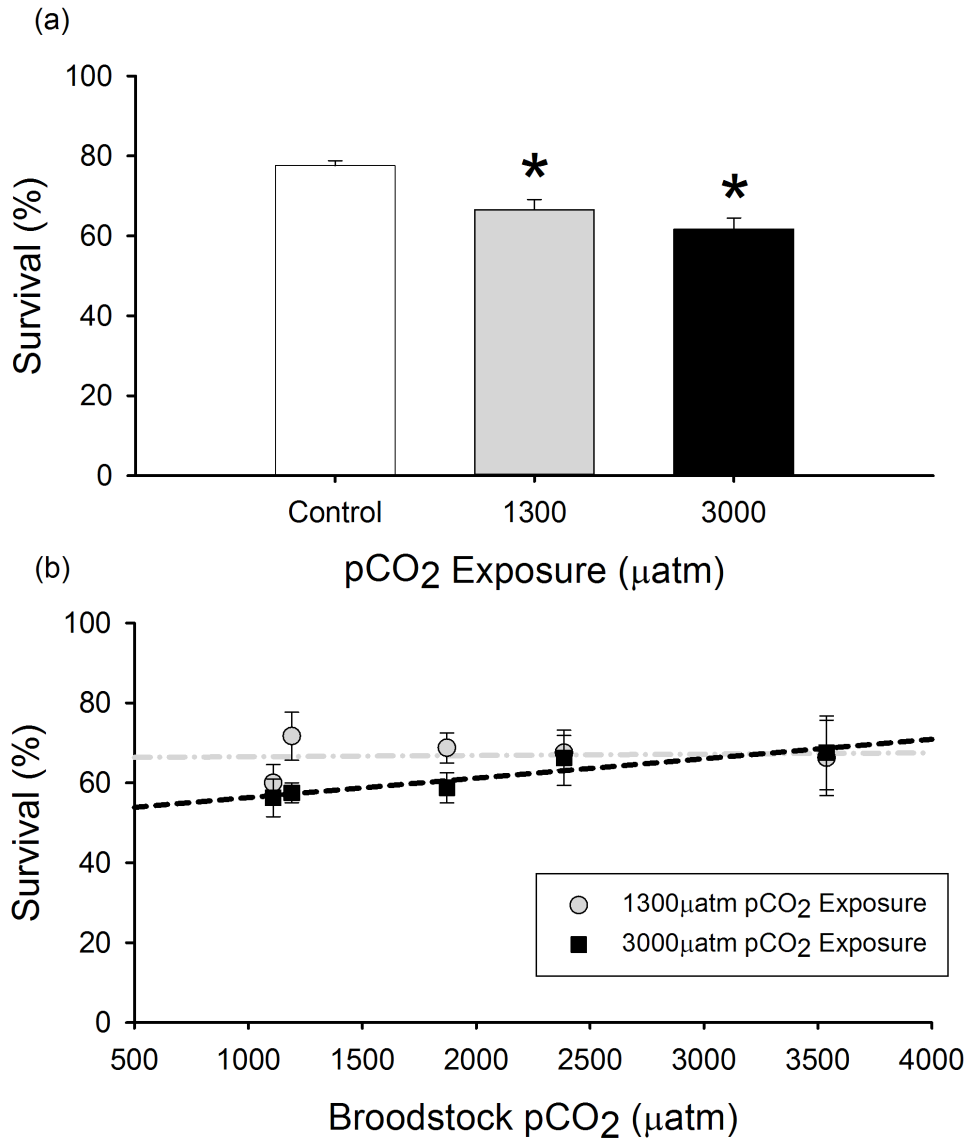 (a)
100
80
60
40
20
0
Survival (%)
*
*
Control 1300 3000
pCO2 Exposure (μatm)
(b)
100
80
60
40
20
0
Survival (%)
1300μatm pCO2 Exposure
3000μatm pCO2 Exposure
500 1000 1500 2000 2500 3000 3500 4000
Broodstock pCO2 (μatm)